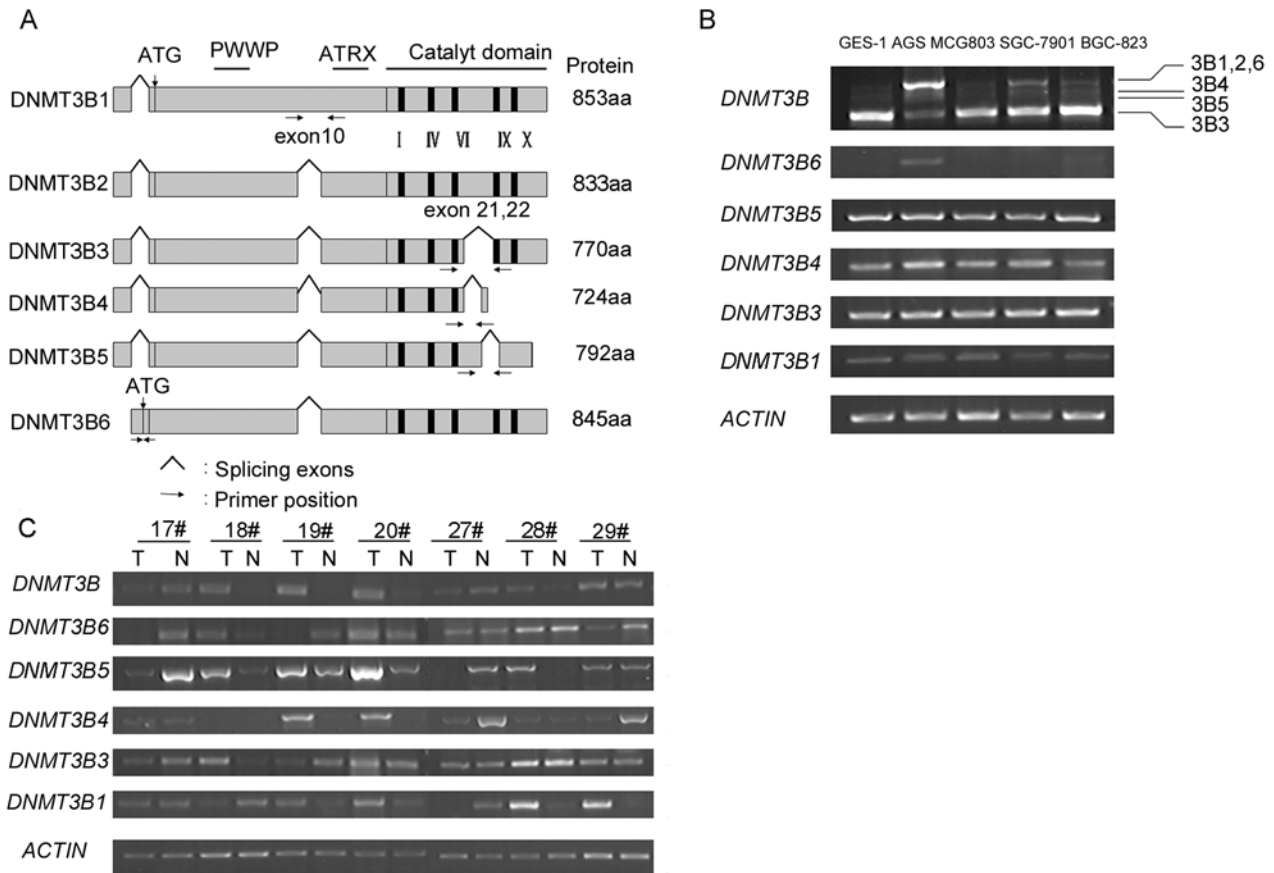 A
ATG PWWP ATRX Catalyt domain Protein
DNMT3B1 853aa
exon10 I IV VI IX X
DNMT3B2 833aa
exon 21,22
DNMT3B3 770aa
DNMT3B4 724aa
DNMT3B5 792aa
ATG
DNMT3B6 845aa
: Splicing exons
: Primer position
B
GES-1 AGS MCG803 SGC-7901 BGC-823
DNMT3B
3B1,2,6
3B4
3B5
3B3
DNMT3B6
DNMT3B5
DNMT3B4
DNMT3B3
DNMT3B1
ACTIN
C
17# 18# 19# 20# 27# 28# 29#
T N T N T N T N T N T N T N
DNMT3B
DNMT3B6
DNMT3B5
DNMT3B4
DNMT3B3
DNMT3B1
ACTIN